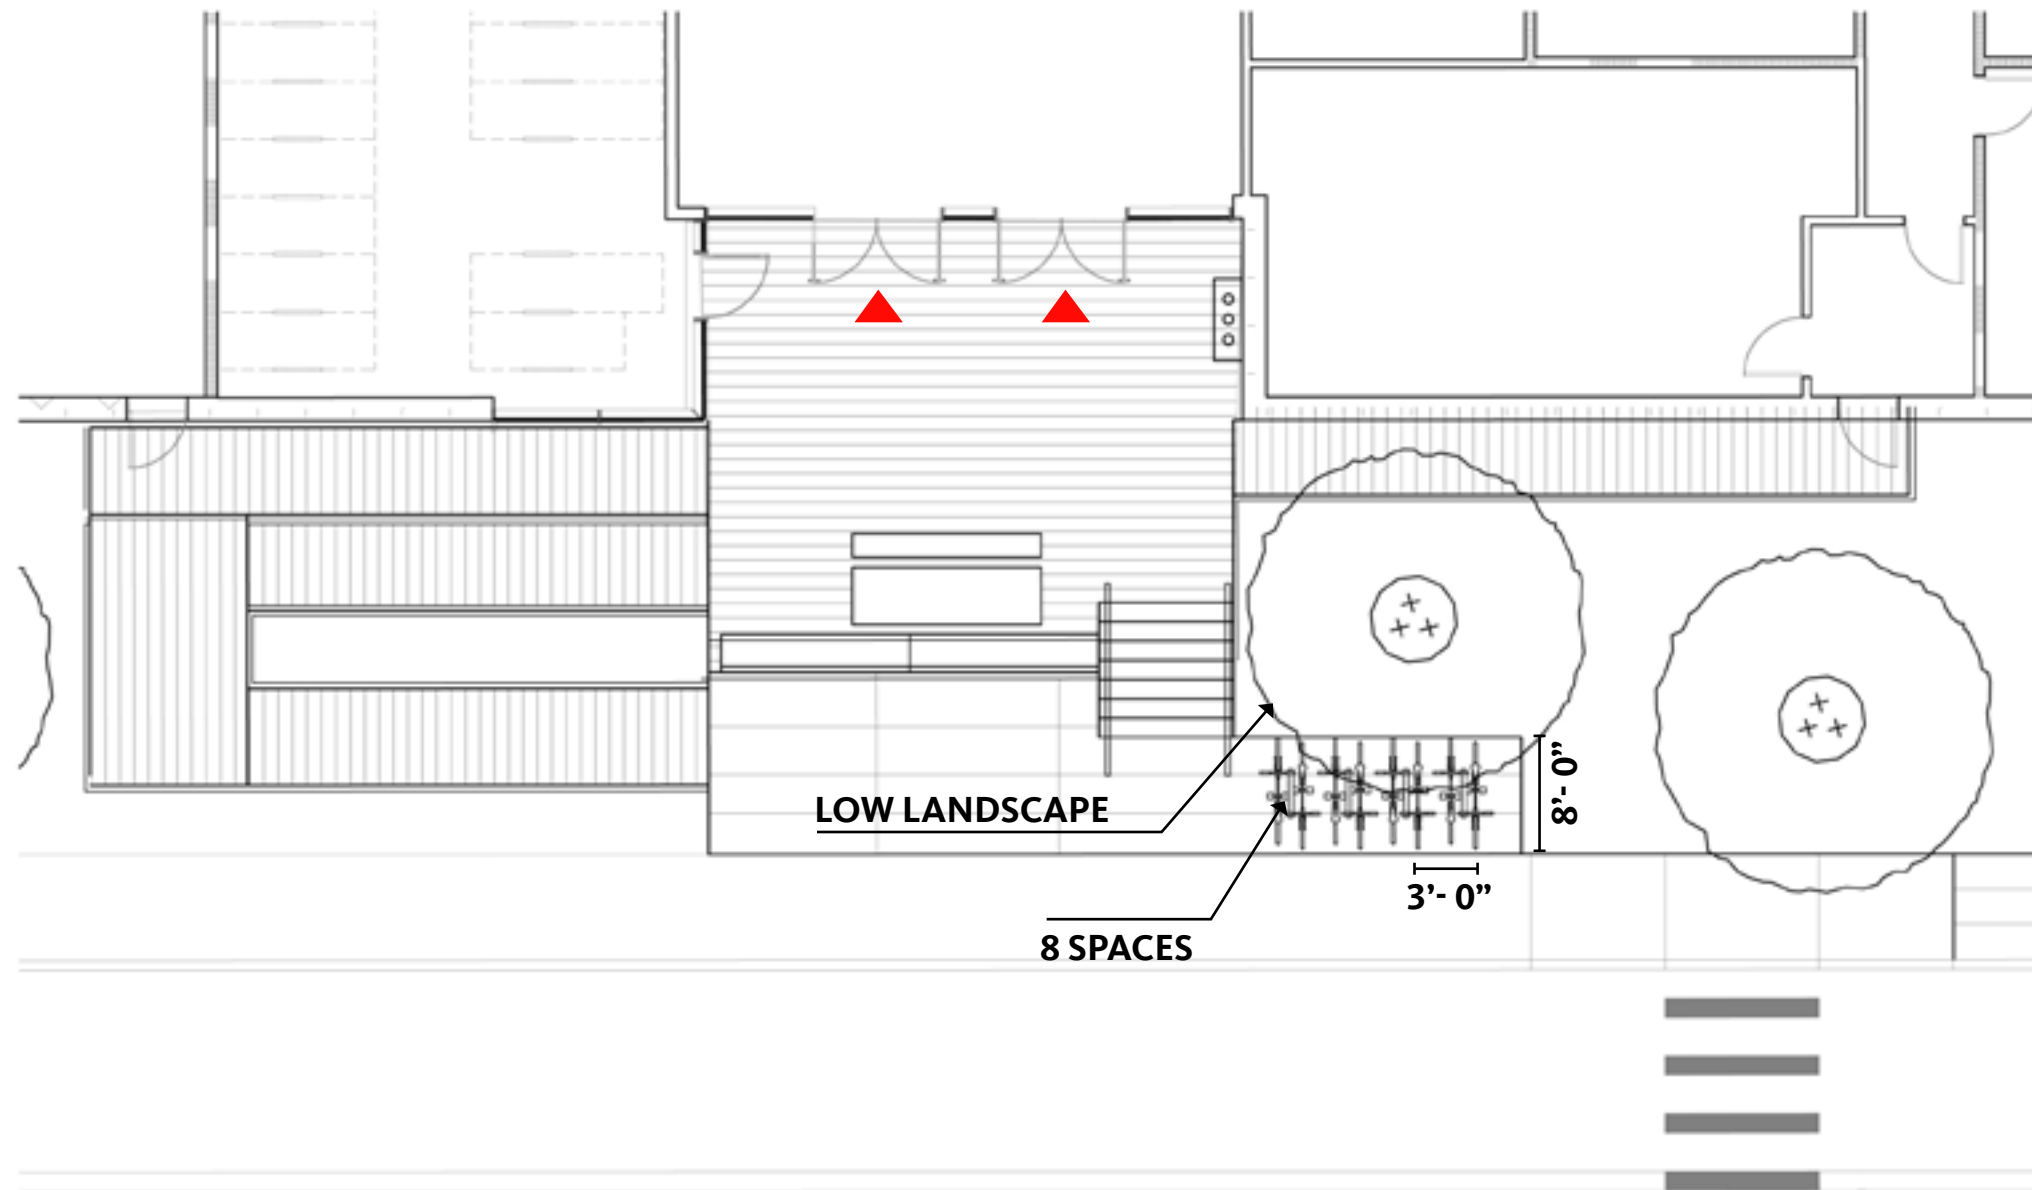 LOW LANDSCAPE
8'- 0”
3’- 0”
8 SPACES